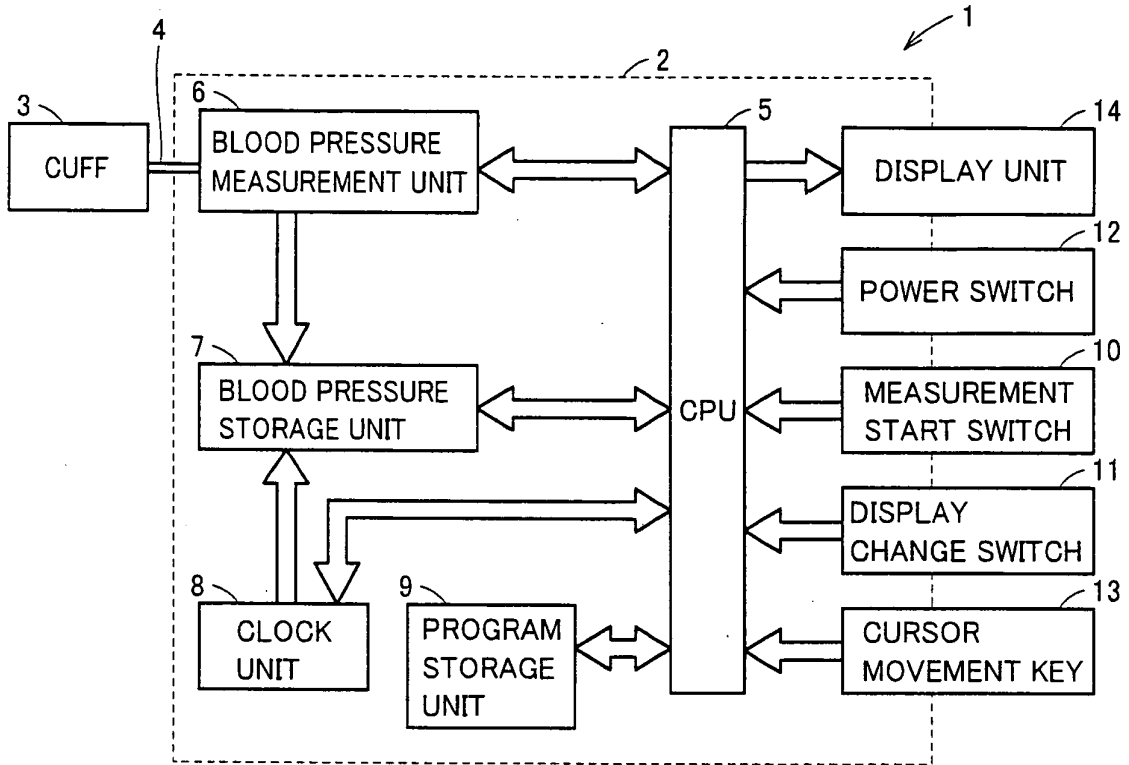 1
4
2
3
CUFF
6
BLOOD PRESSURE
MEASUREMENT UNIT
5
CPU
14
DISPLAY UNIT
12
POWER SWITCH
7
BLOOD PRESSURE
STORAGE UNIT
10
MEASUREMENT
START SWITCH
11
DISPLAY
CHANGE SWITCH
8
CLOCK
UNIT
9
PROGRAM
STORAGE
UNIT
13
CURSOR
MOVEMENT KEY